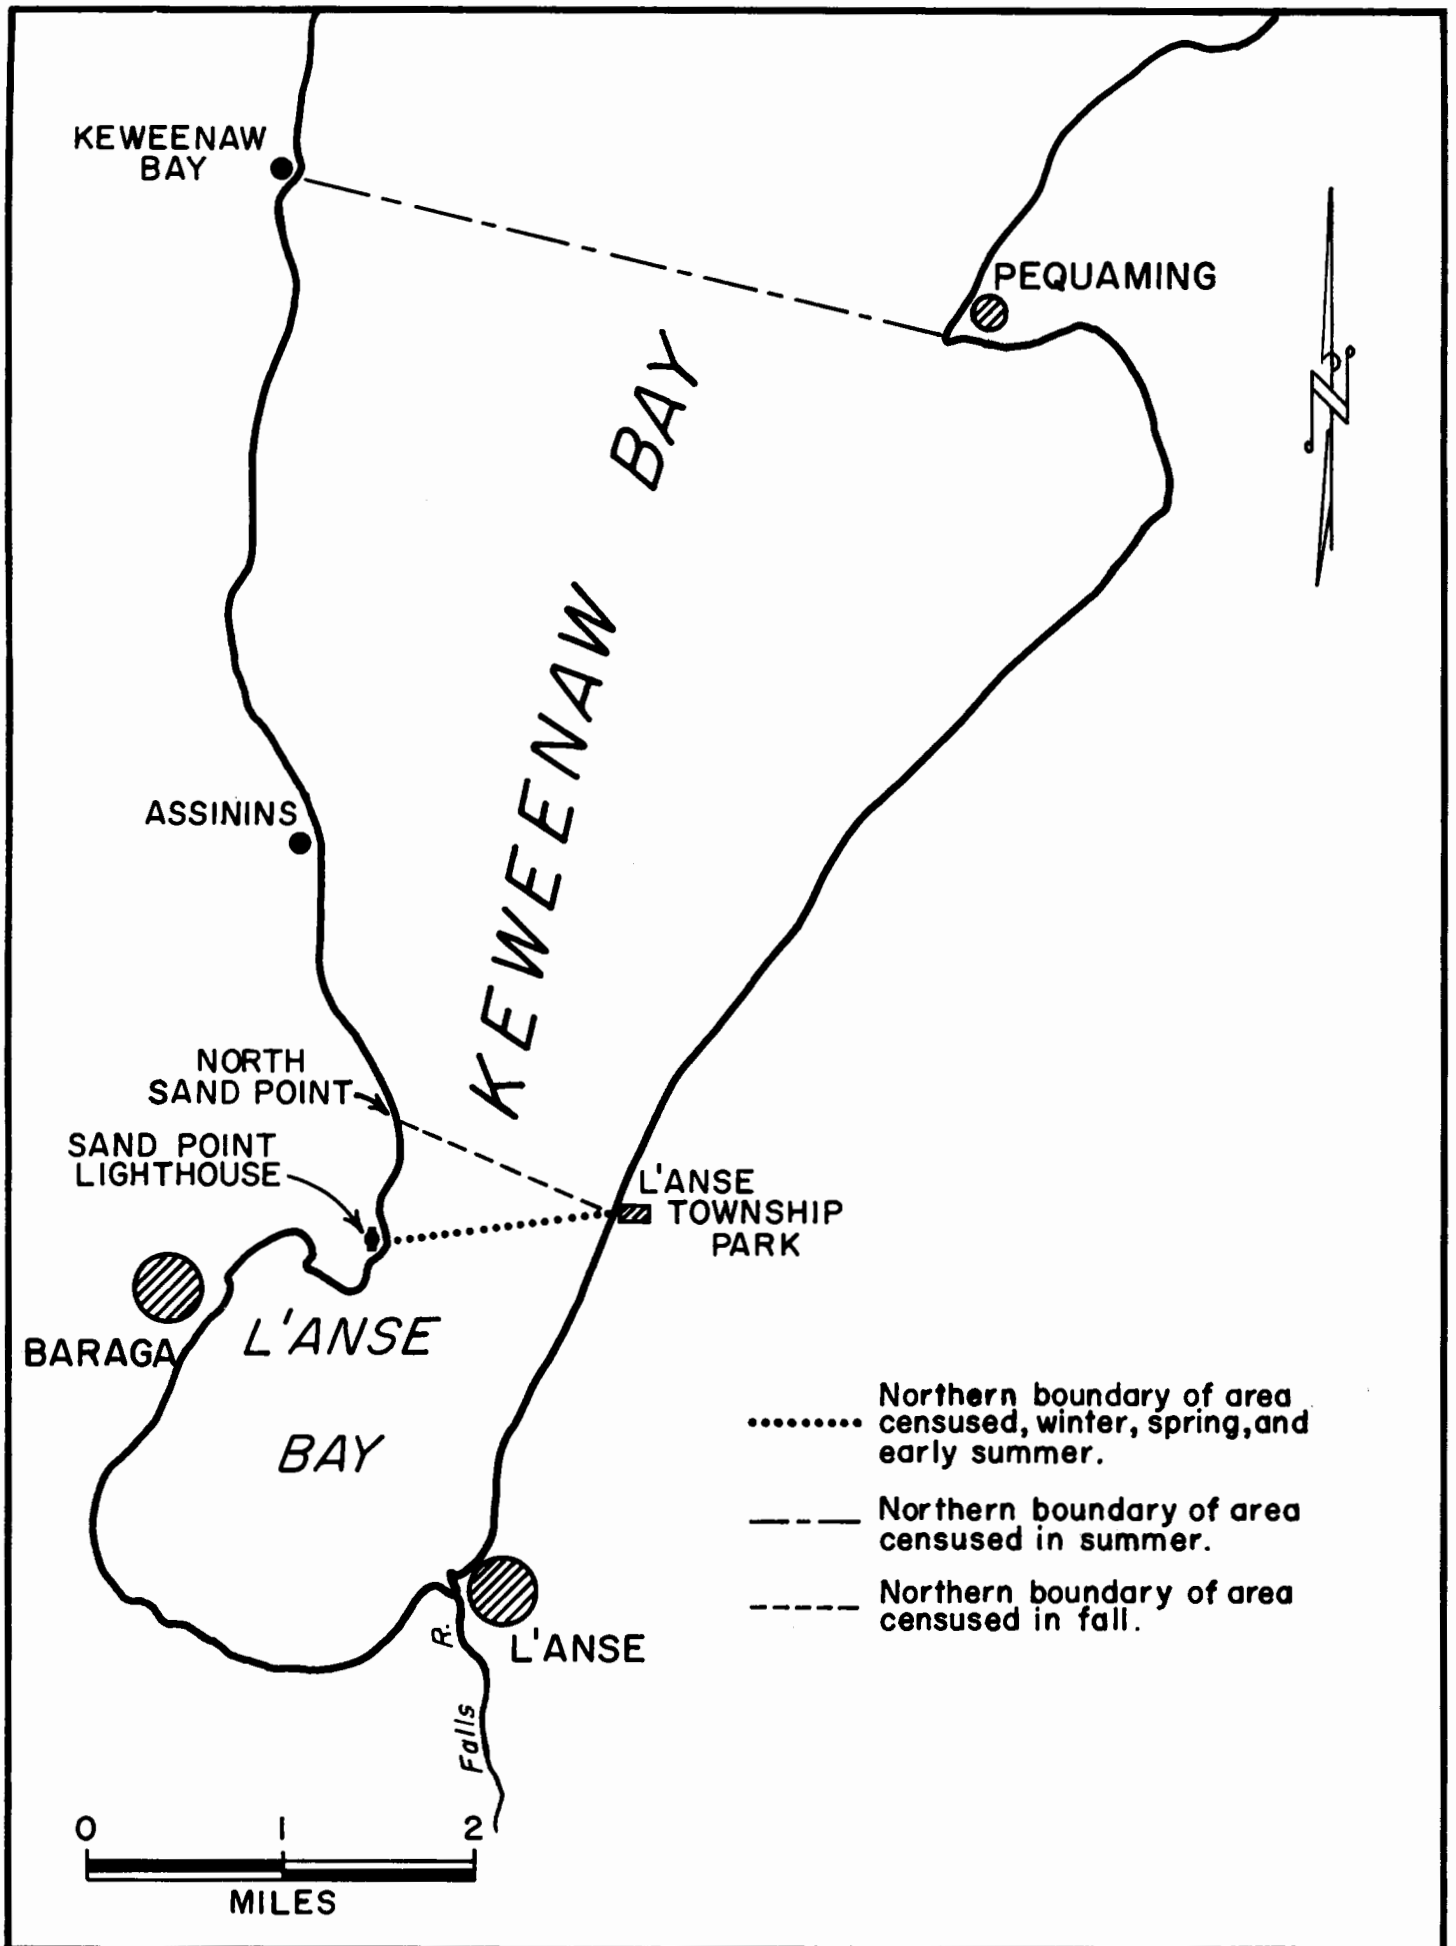 KEWEENAW
BAY
PEQUAMING
N
KEWEENAW BAY
ASSININS
NORTH
SAND POINT
SAND POINT
LIGHTHOUSE
L'ANSE
TOWNSHIP
PARK
BARAGA
L'ANSE
BAY
Northern boundary of area
censused, winter, spring, and
early summer.
Northern boundary of area
censused in summer.
Northern boundary of area
censused in fall.
L'ANSE
Falls R.
0 1 2
MILES